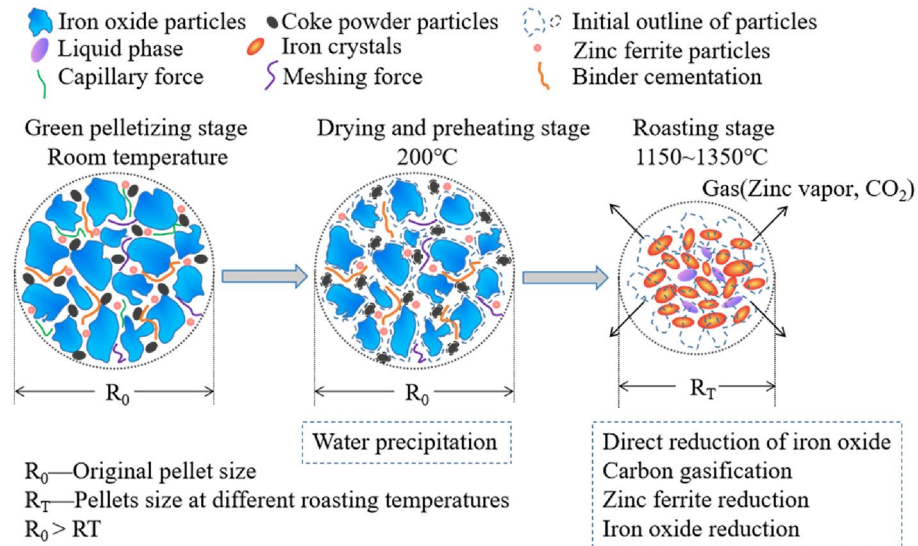 Iron oxide particles
Coke powder particles
Initial outline of particles
Liquid phase
Iron crystals
Zinc ferrite particles
Capillary force
Meshing force
Binder cementation
Green pelletizing stage
Room temperature
Drying and preheating stage
200℃
Roasting stage
1150~1350℃
Gas(Zinc vapor, CO₂)
R₀
R₀
R_T
Water precipitation
R₀—Original pellet size
R_T—Pellets size at different roasting temperatures
R₀ > RT
Direct reduction of iron oxide
Carbon gasification
Zinc ferrite reduction
Iron oxide reduction